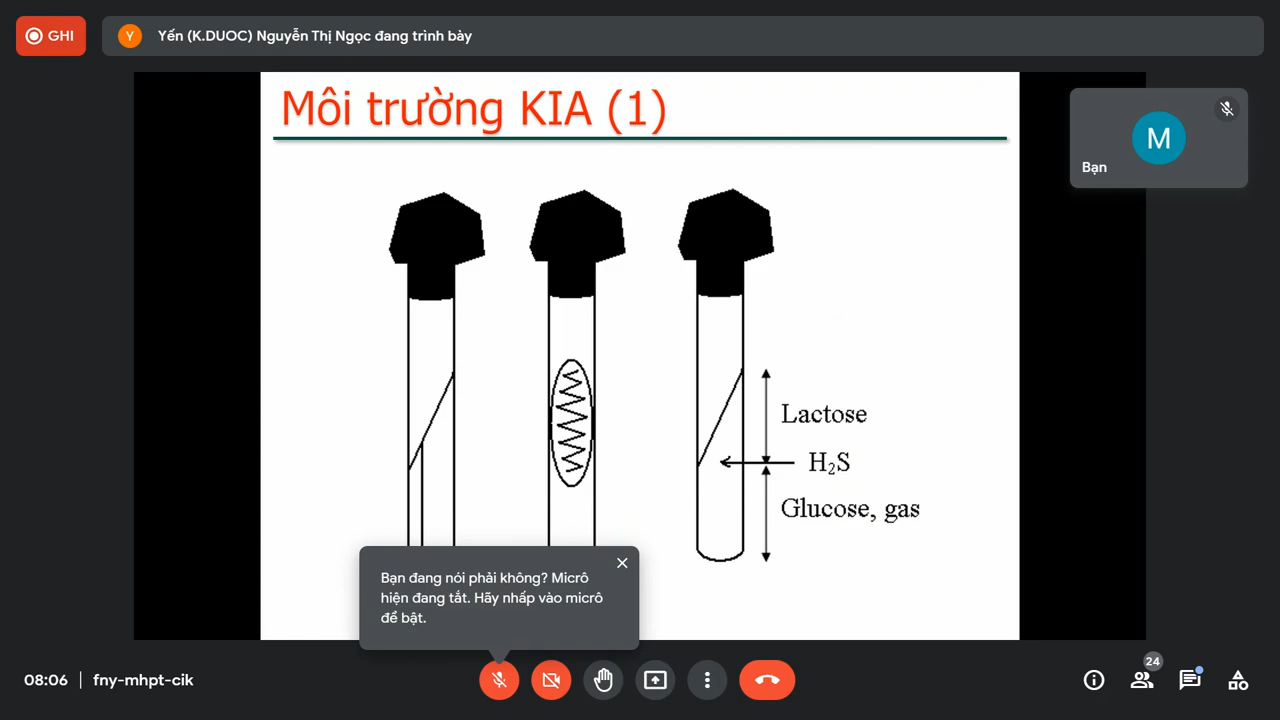 GHI
Y
Yến (K.DUOC) Nguyễn Thị Ngọc đang trình bày
Môi trường KIA (1)
M
Bạn
Lactose
H₂S
Glucose, gas
Bạn đang nói phải không? Micrô
hiện đang tắt. Hãy nhấp vào micrô
để bật.
08:06 | fny-mhpt-cik
24